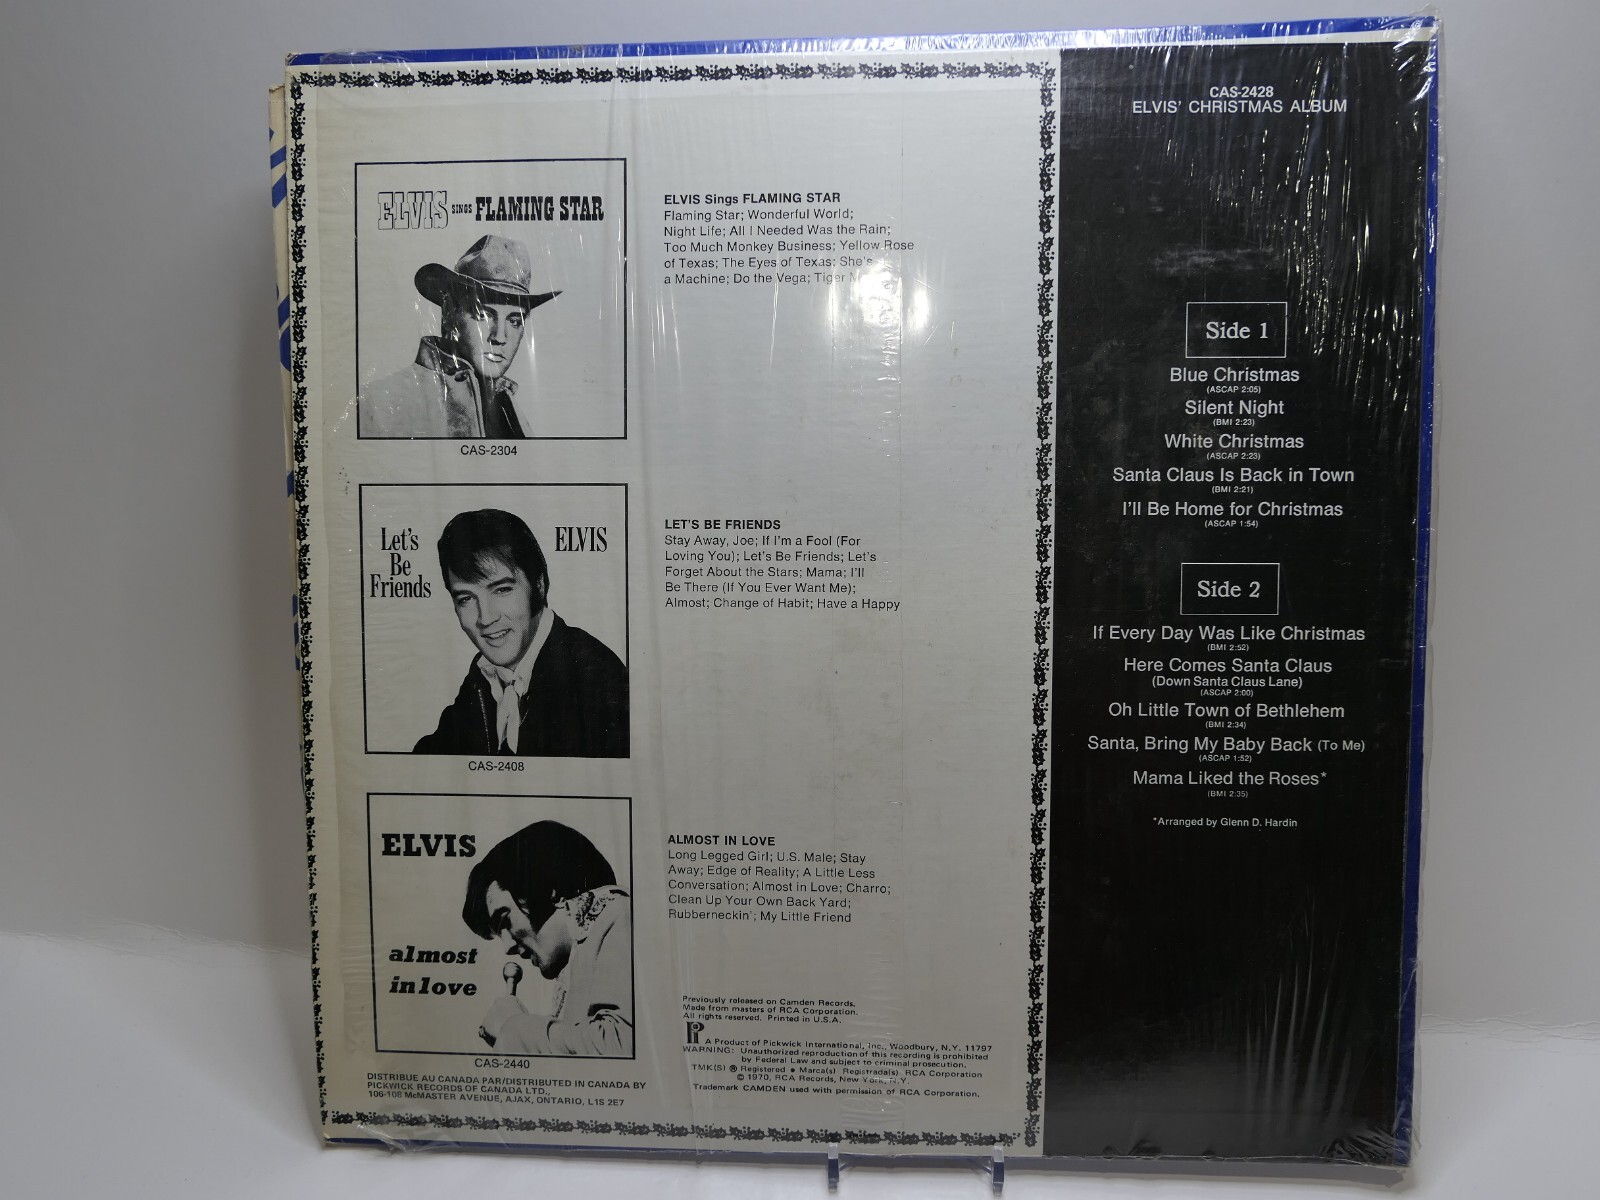 ELVIS SINGS FLAMING STAR
CAS-2304
ELVIS Sings FLAMING STAR
Flaming Star; Wonderful World;
Night Life; All I Needed Was the Rain;
Too Much Monkey Business; Yellow Rose
of Texas; The Eyes of Texas; She's
a Machine; Do the Vega; Tiger
Let's
Be
Friends
ELVIS
CAS-2408
LET'S BE FRIENDS
Stay Away, Joe; If I'm a Fool (For
Loving You); Let's Be Friends; Let's
Forget About the Stars; Mama; I'll
Be There (If You Ever Want Me);
Almost; Change of Habit; Have a Happy
ELVIS
almost
in love
CAS-2440
ALMOST IN LOVE
Long Legged Girl; U.S. Male; Stay
Away; Edge of Reality; A Little Less
Conversation; Almost in Love; Charro;
Clean Up Your Own Back Yard;
Rubberneckin'; My Little Friend
Previously released on Camden Records.
Made from masters of RCA Corporation.
All rights reserved. Printed in U.S.A.
A Product of Pickwick International, Inc., Woodbury, N.Y. 11797
WARNING: Unauthorized reproduction of this recording is prohibited
by Federal Law and subject to criminal prosecution.
TMK(S) ® Registered • Marca(s) Registrada(s) RCA Corporation
© 1970, RCA Records, New York, N.Y.
Trademark CAMDEN used with permission of RCA Corporation.
DISTRIBUE AU CANADA PAR/DISTRIBUTED IN CANADA BY
PICKWICK RECORDS OF CANADA LTD.,
106-108 McMASTER AVENUE, AJAX, ONTARIO, L1S 2E7
CAS-2428
ELVIS' CHRISTMAS ALBUM
Side 1
Blue Christmas
(ASCAP 2:05)
Silent Night
(BMI 2:23)
White Christmas
(ASCAP 2:23)
Santa Claus Is Back in Town
(BMI 2:21)
I'll Be Home for Christmas
(ASCAP 1:54)
Side 2
If Every Day Was Like Christmas
(BMI 2:52)
Here Comes Santa Claus
(Down Santa Claus Lane)
(ASCAP 2:00)
Oh Little Town of Bethlehem
(BMI 2:34)
Santa, Bring My Baby Back (To Me)
(ASCAP 1:52)
Mama Liked the Roses*
(BMI 2:35)
*Arranged by Glenn D. Hardin